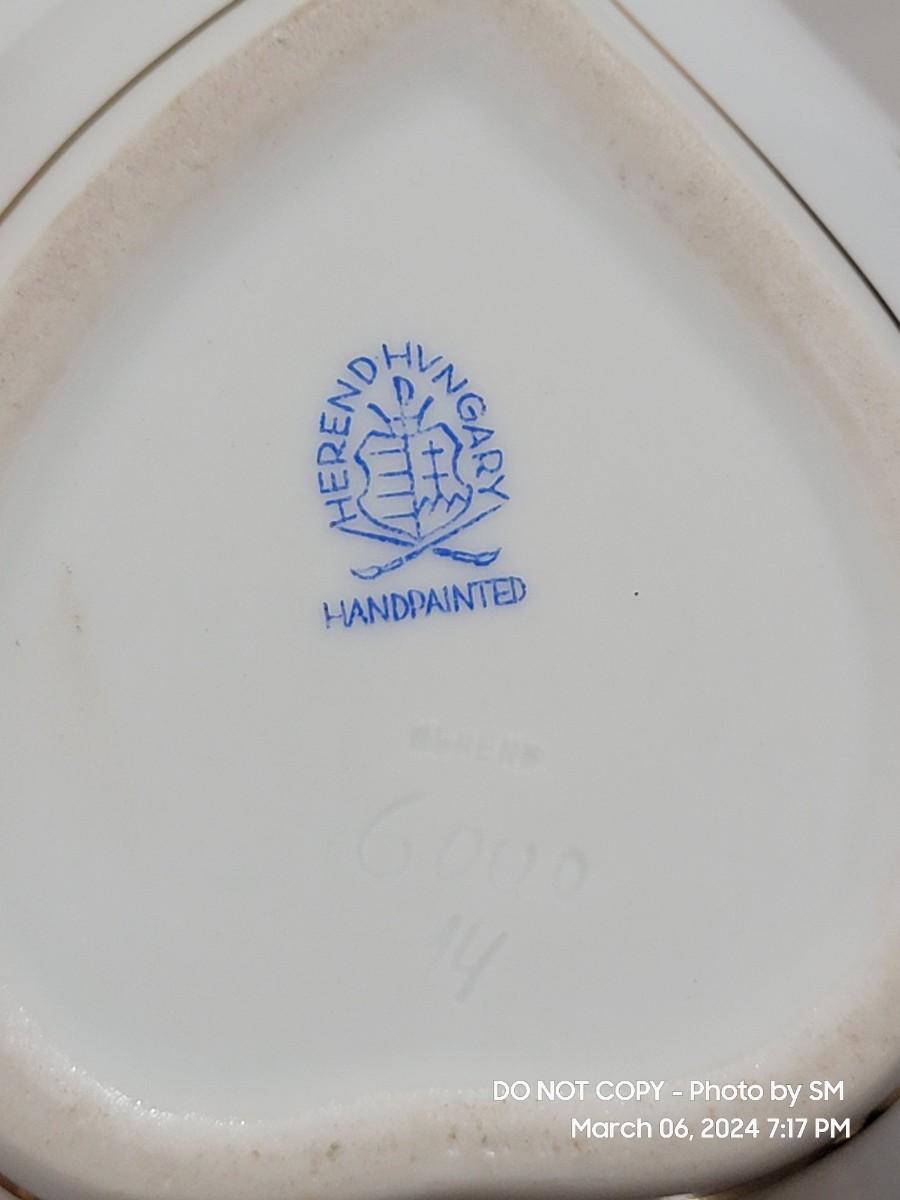 HEREND HVNGARY
HANDPAINTED
HEREND
6000
14
DO NOT COPY - Photo by SM
March 06, 2024 7:17 PM